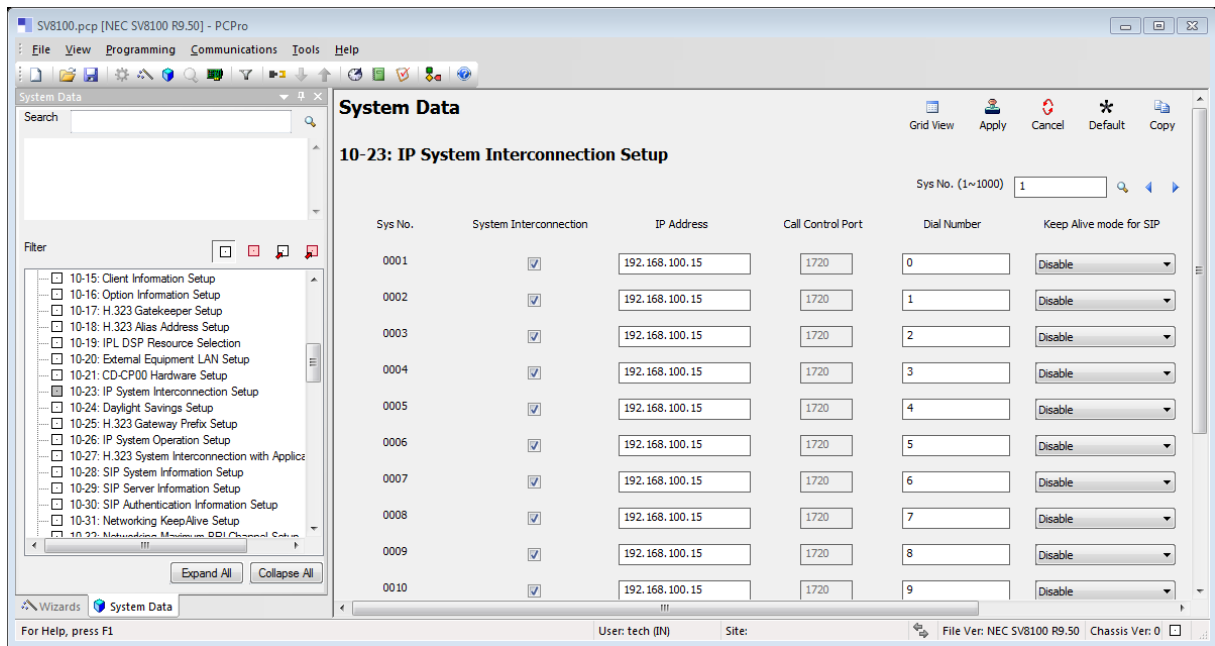 SV8100.pcp [NEC SV8100 R9.50] - PCPro
File View Programming Communications Tools Help
System Data
Search
Filter
10-15: Client Information Setup
10-16: Option Information Setup
10-17: H.323 Gatekeeper Setup
10-18: H.323 Alias Address Setup
10-19: IPL DSP Resource Selection
10-20: External Equipment LAN Setup
10-21: CD-CP00 Hardware Setup
10-23: IP System Interconnection Setup
10-24: Daylight Savings Setup
10-25: H.323 Gateway Prefix Setup
10-26: IP System Operation Setup
10-27: H.323 System Interconnection with Applica
10-28: SIP System Information Setup
10-29: SIP Server Information Setup
10-30: SIP Authentication Information Setup
10-31: Networking KeepAlive Setup
10-32: Networking Maximum PRI Channel Setup
Expand All Collapse All
Wizards System Data
System Data
Grid View Apply Cancel Default Copy
10-23: IP System Interconnection Setup
Sys No. (1~1000) 1
Sys No. System Interconnection IP Address Call Control Port Dial Number Keep Alive mode for SIP
0001 192.168.100.15 1720 0 Disable
0002 192.168.100.15 1720 1 Disable
0003 192.168.100.15 1720 2 Disable
0004 192.168.100.15 1720 3 Disable
0005 192.168.100.15 1720 4 Disable
0006 192.168.100.15 1720 5 Disable
0007 192.168.100.15 1720 6 Disable
0008 192.168.100.15 1720 7 Disable
0009 192.168.100.15 1720 8 Disable
0010 192.168.100.15 1720 9 Disable
For Help, press F1 User: tech (IN) Site: File Ver: NEC SV8100 R9.50 Chassis Ver: 0